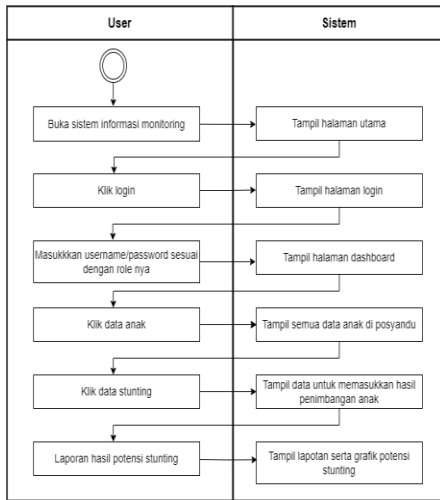 User
Sistem
Buka sistem informasi monitoring
Tampil halaman utama
Klik login
Tampil halaman login
Masukkkan username/password sesuai
dengan role nya
Tampil halaman dashboard
Klik data anak
Tampil semua data anak di posyandu
Klik data stunting
Tampil data untuk memasukkan hasil
penimbangan anak
Laporan hasil potensi stunting
Tampil lapotan serta grafik potensi
stunting